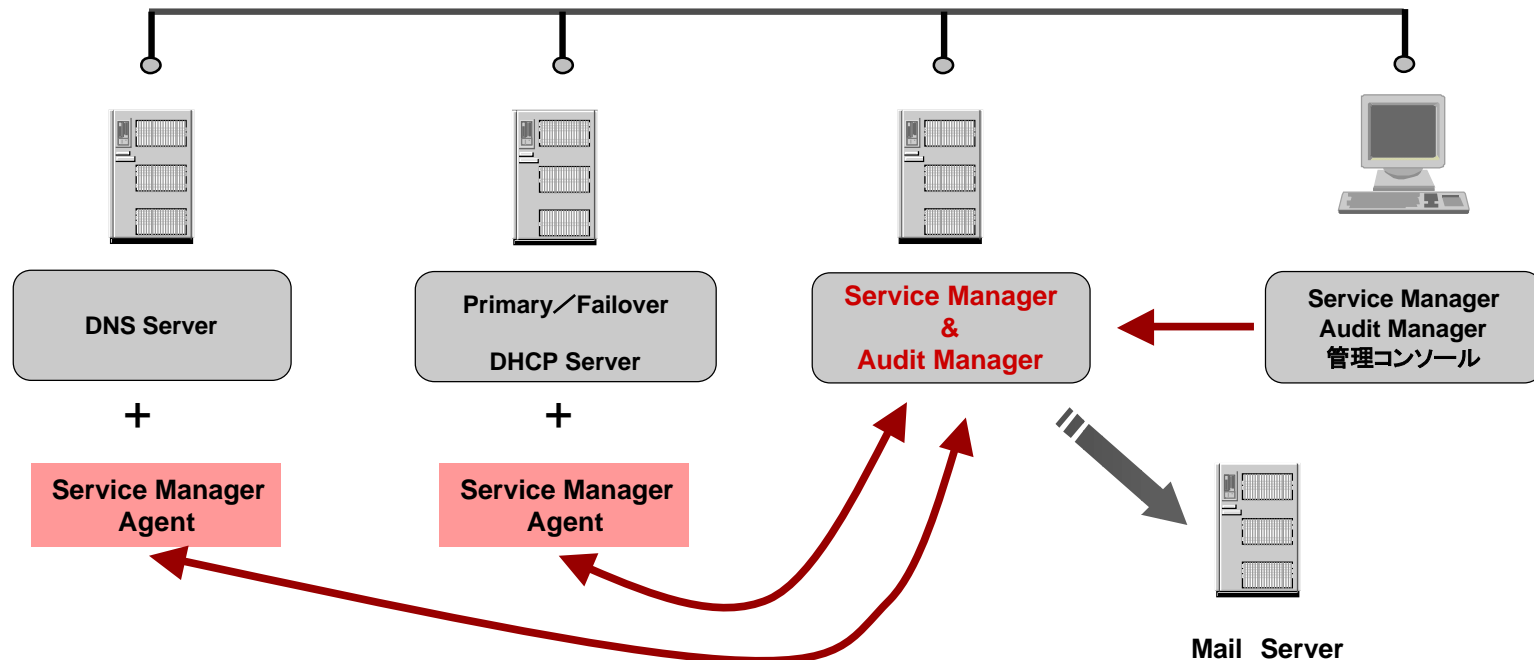 DNS Server
Primary／Failover
DHCP Server
Service Manager
&
Audit Manager
Service Manager
Audit Manager
管理コンソール
+
+
Service Manager
Agent
Service Manager
Agent
Mail Server